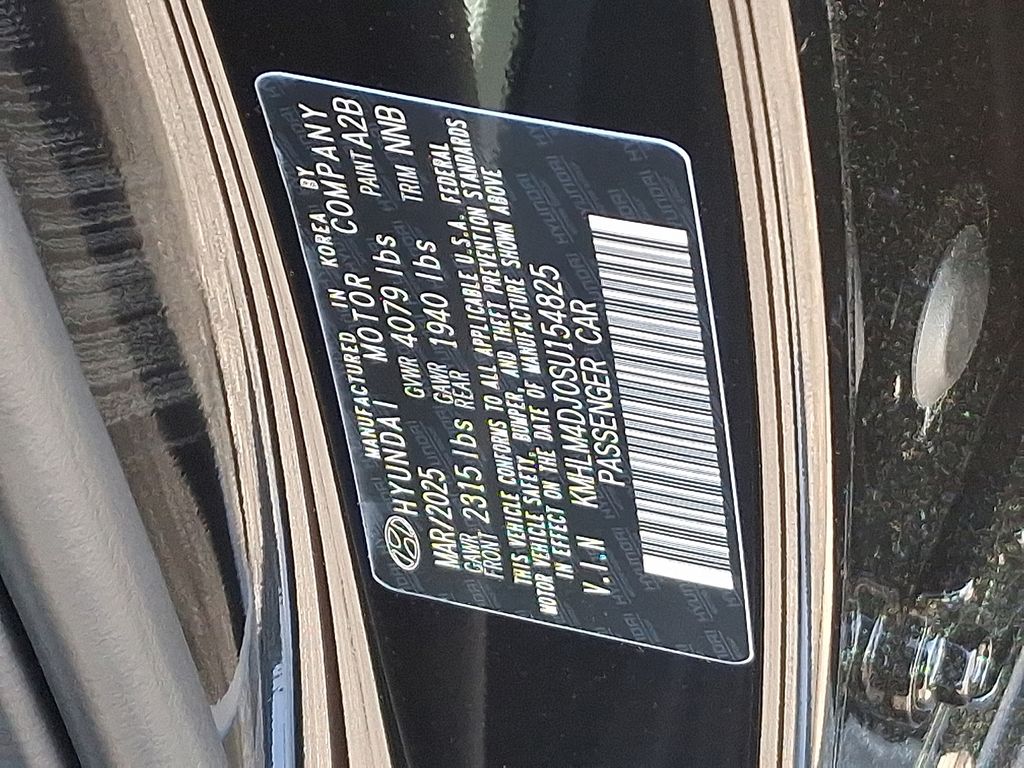 MANUFACTURED IN KOREA BY
HYUNDAI MOTOR COMPANY
MAR/2025 GVWR 4079 lbs PAINT A2B
GAWR FRONT 2315 lbs GAWR REAR 1940 lbs TRIM NNB
THIS VEHICLE CONFORMS TO ALL APPLICABLE U.S.A. FEDERAL
MOTOR VEHICLE SAFETY, BUMPER, AND THEFT PREVENTION STANDARDS
IN EFFECT ON THE DATE OF MANUFACTURE SHOWN ABOVE
V.I.N KMHLM4DJ0SU154825
PASSENGER CAR